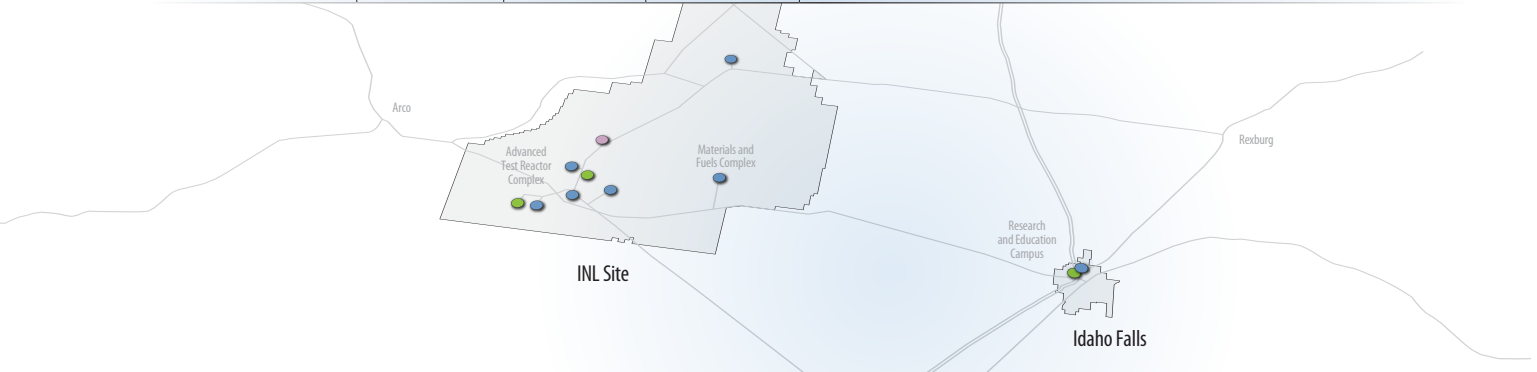 Arco
Advanced
Test Reactor
Complex
Materials and
Fuels Complex
Rexburg
Research
and Education
Campus
INL Site
Idaho Falls